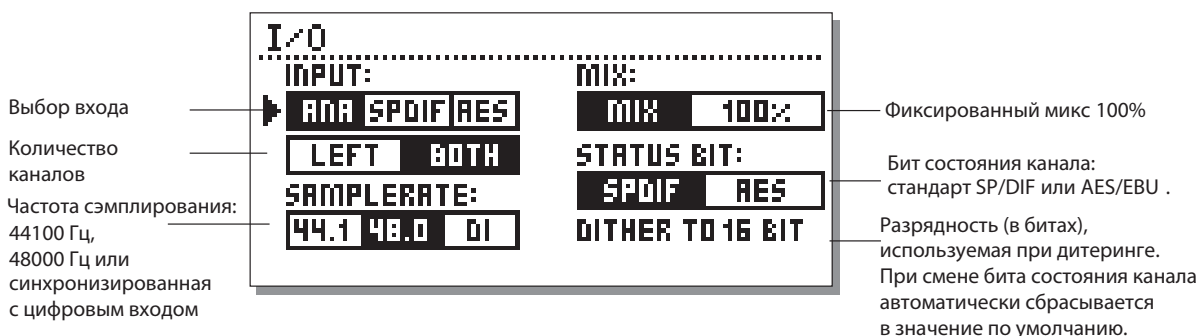 I/O
INPUT:
ANA SPDIF AES
LEFT BOTH
SAMPLERATE:
44.1 48.0 DI
MIX:
MIX 100%
STATUS BIT:
SPDIF AES
DITHER TO 16 BIT
Выбор входа
Количество
каналов
Частота сэмплирования:
44100 Гц,
48000 Гц или
синхронизированная
с цифровым входом
Фиксированный микс 100%
Бит состояния канала:
стандарт SP/DIF или AES/EBU .
Разрядность (в битах),
используемая при дитеринге.
При смене бита состояния канала
автоматически сбрасывается
в значение по умолчанию.